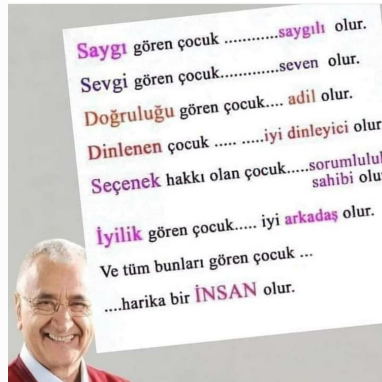 Saygı gören çocuk ............saygılı olur.
Sevgi gören çocuk.............seven olur.
Doğruluğu gören çocuk.... adil olur.
Dinlenen çocuk ..... ......iyi dinleyici olur
Seçenek hakkı olan çocuk.....sorumluluk
sahibi olu
İyilik gören çocuk..... iyi arkadaş olur.
Ve tüm bunları gören çocuk ...
....harika bir İNSAN olur.